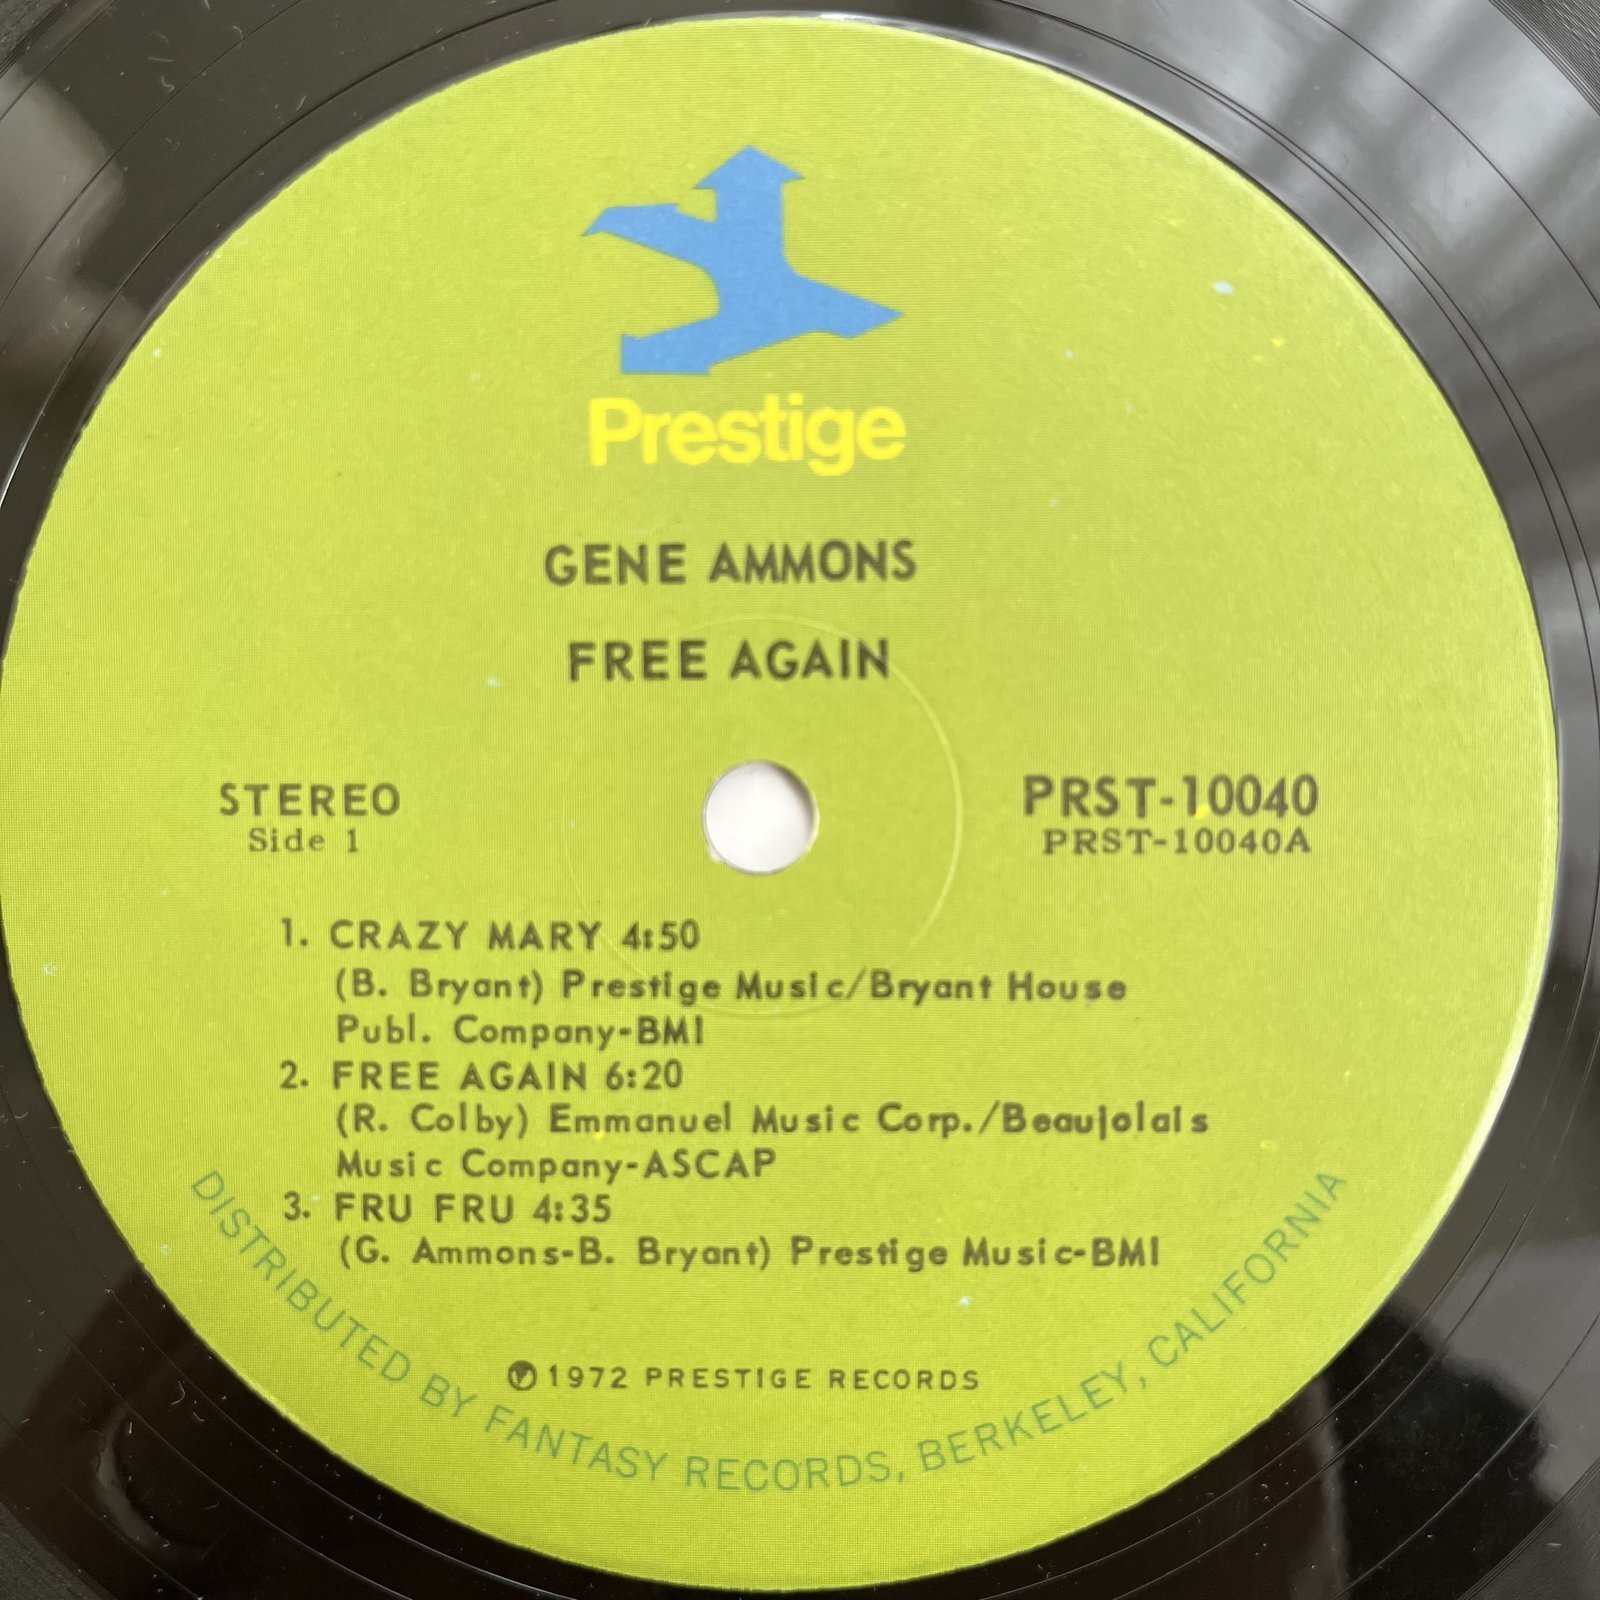 Prestige
GENE AMMONS
FREE AGAIN
STEREO
Side 1
PRST-10040
PRST-10040A
1. CRAZY MARY 4:50
(B. Bryant) Prestige Music/Bryant House
Publ. Company-BMI
2. FREE AGAIN 6:20
(R. Colby) Emmanuel Music Corp./Beaujolais
Music Company-ASCAP
3. FRU FRU 4:35
(G. Ammons-B. Bryant) Prestige Music-BMI
℗ 1972 PRESTIGE RECORDS
DISTRIBUTED BY FANTASY RECORDS, BERKELEY, CALIFORNIA